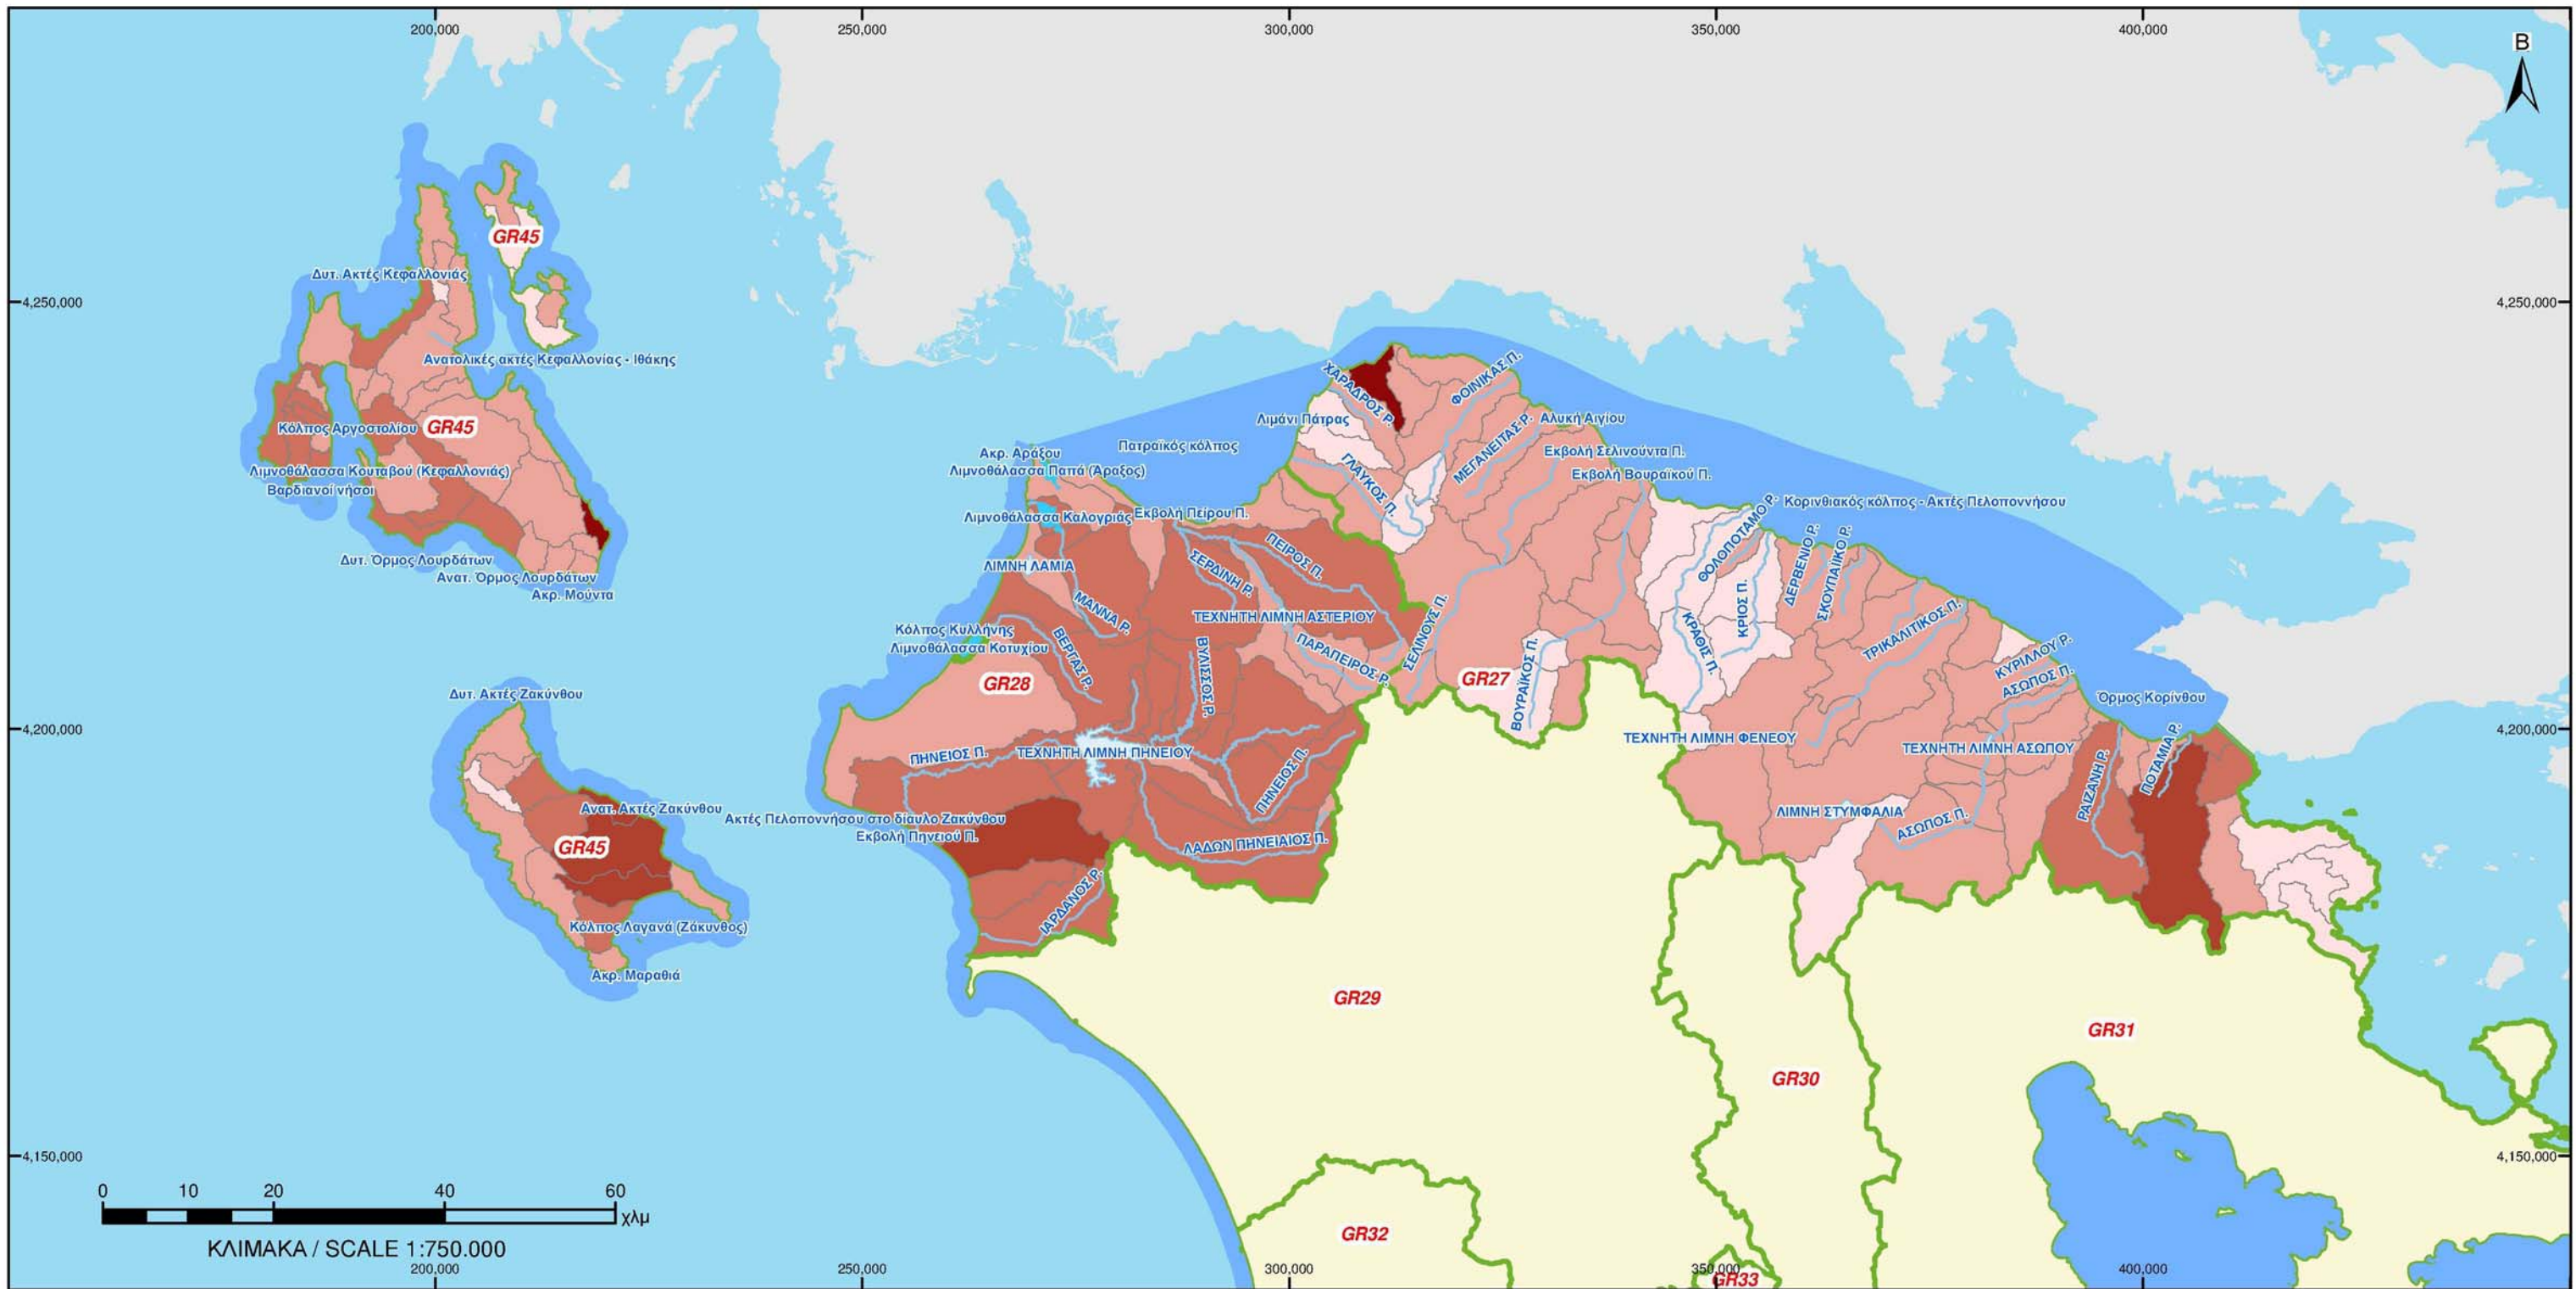 200,000
250,000
300,000
350,000
400,000
Β
GR45
Δυτ. Ακτές Κεφαλλονιάς
4,250,000
4,250,000
Ανατολικές ακτές Κεφαλλονίας - Ιθάκης
ΧΑΡΑΔΡΟΣ Ρ.
ΦΟΙΝΙΚΑΣ Π.
Λιμάνι Πάτρας
Αλυκή Αιγίου
Κόλπος Αργοστολίου
GR45
Πατραϊκός κόλπος
ΜΕΓΑΝΕΙΤΑΣ Ρ.
Εκβολή Σελινούντα Π.
Ακρ. Αράξου
Λιμνοθάλασσα Παπά (Άραξος)
Λιμνοθάλασσα Κουταβού (Κεφαλλονιάς)
ΓΛΑΥΚΟΣ Π.
Εκβολή Βουραϊκού Π.
Βαρδιανοί νήσοι
Κορινθιακός κόλπος - Ακτές Πελοποννήσου
Λιμνοθάλασσα Καλογριάς
Εκβολή Πείρου Π.
ΘΟΛΟΠΟΤΑΜΟ Ρ.
Δυτ. Όρμος Λουρδάτων
ΛΙΜΝΗ ΛΑΜΙΑ
ΣΕΡΔΙΝΗ Ρ.
ΠΕΙΡΟΣ Π.
ΔΕΡΒΕΝΙΟ Ρ.
ΣΚΟΥΠΑΙΙΚΟ Ρ.
Ανατ. Όρμος Λουρδάτων
Ακρ. Μούντα
ΜΑΝΝΑ Ρ.
ΤΕΧΝΗΤΗ ΛΙΜΝΗ ΑΣΤΕΡΙΟΥ
ΚΡΙΟΣ Π.
Κόλπος Κυλλήνης
Λιμνοθάλασσα Κοτυχίου
ΒΕΡΓΑΣ Ρ.
ΠΑΡΑΠΕΙΡΟΣ Ρ.
ΣΕΛΙΝΟΥΣ Π.
ΚΡΑΘΙΣ Π.
ΤΡΙΚΑΛΙΤΙΚΟΣ Π.
ΚΥΡΙΛΛΟΥ Ρ.
GR28
ΒΥΛΙΣΣΟΣ Ρ.
GR27
ΒΟΥΡΑΪΚΟΣ Π.
ΑΣΩΠΟΣ Π.
Δυτ. Ακτές Ζακύνθου
Όρμος Κορίνθου
4,200,000
4,200,000
ΠΗΝΕΙΟΣ Π.
ΤΕΧΝΗΤΗ ΛΙΜΝΗ ΠΗΝΕΙΟΥ
ΤΕΧΝΗΤΗ ΛΙΜΝΗ ΦΕΝΕΟΥ
ΤΕΧΝΗΤΗ ΛΙΜΝΗ ΑΣΩΠΟΥ
ΠΟΤΑΜΙΑ Ρ.
ΠΗΝΕΙΟΣ Π.
ΡΑΙΖΑΝΗ Ρ.
Ανατ. Ακτές Ζακύνθου
Ακτές Πελοποννήσου στο δίαυλο Ζακύνθου
ΛΙΜΝΗ ΣΤΥΜΦΑΛΙΑ
ΑΣΩΠΟΣ Π.
Εκβολή Πηνειού Π.
GR45
ΛΑΔΩΝ ΠΗΝΕΙΑΙΟΣ Π.
ΙΑΡΔΑΝΟΣ Ρ.
Κόλπος Λαγανά (Ζάκυνθος)
Ακρ. Μαραθιά
GR29
GR31
GR30
4,150,000
4,150,000
0 10 20 40 60
χλμ
GR32
ΚΛΙΜΑΚΑ / SCALE 1:750.000
200,000
250,000
300,000
350,000
400,000
GR33